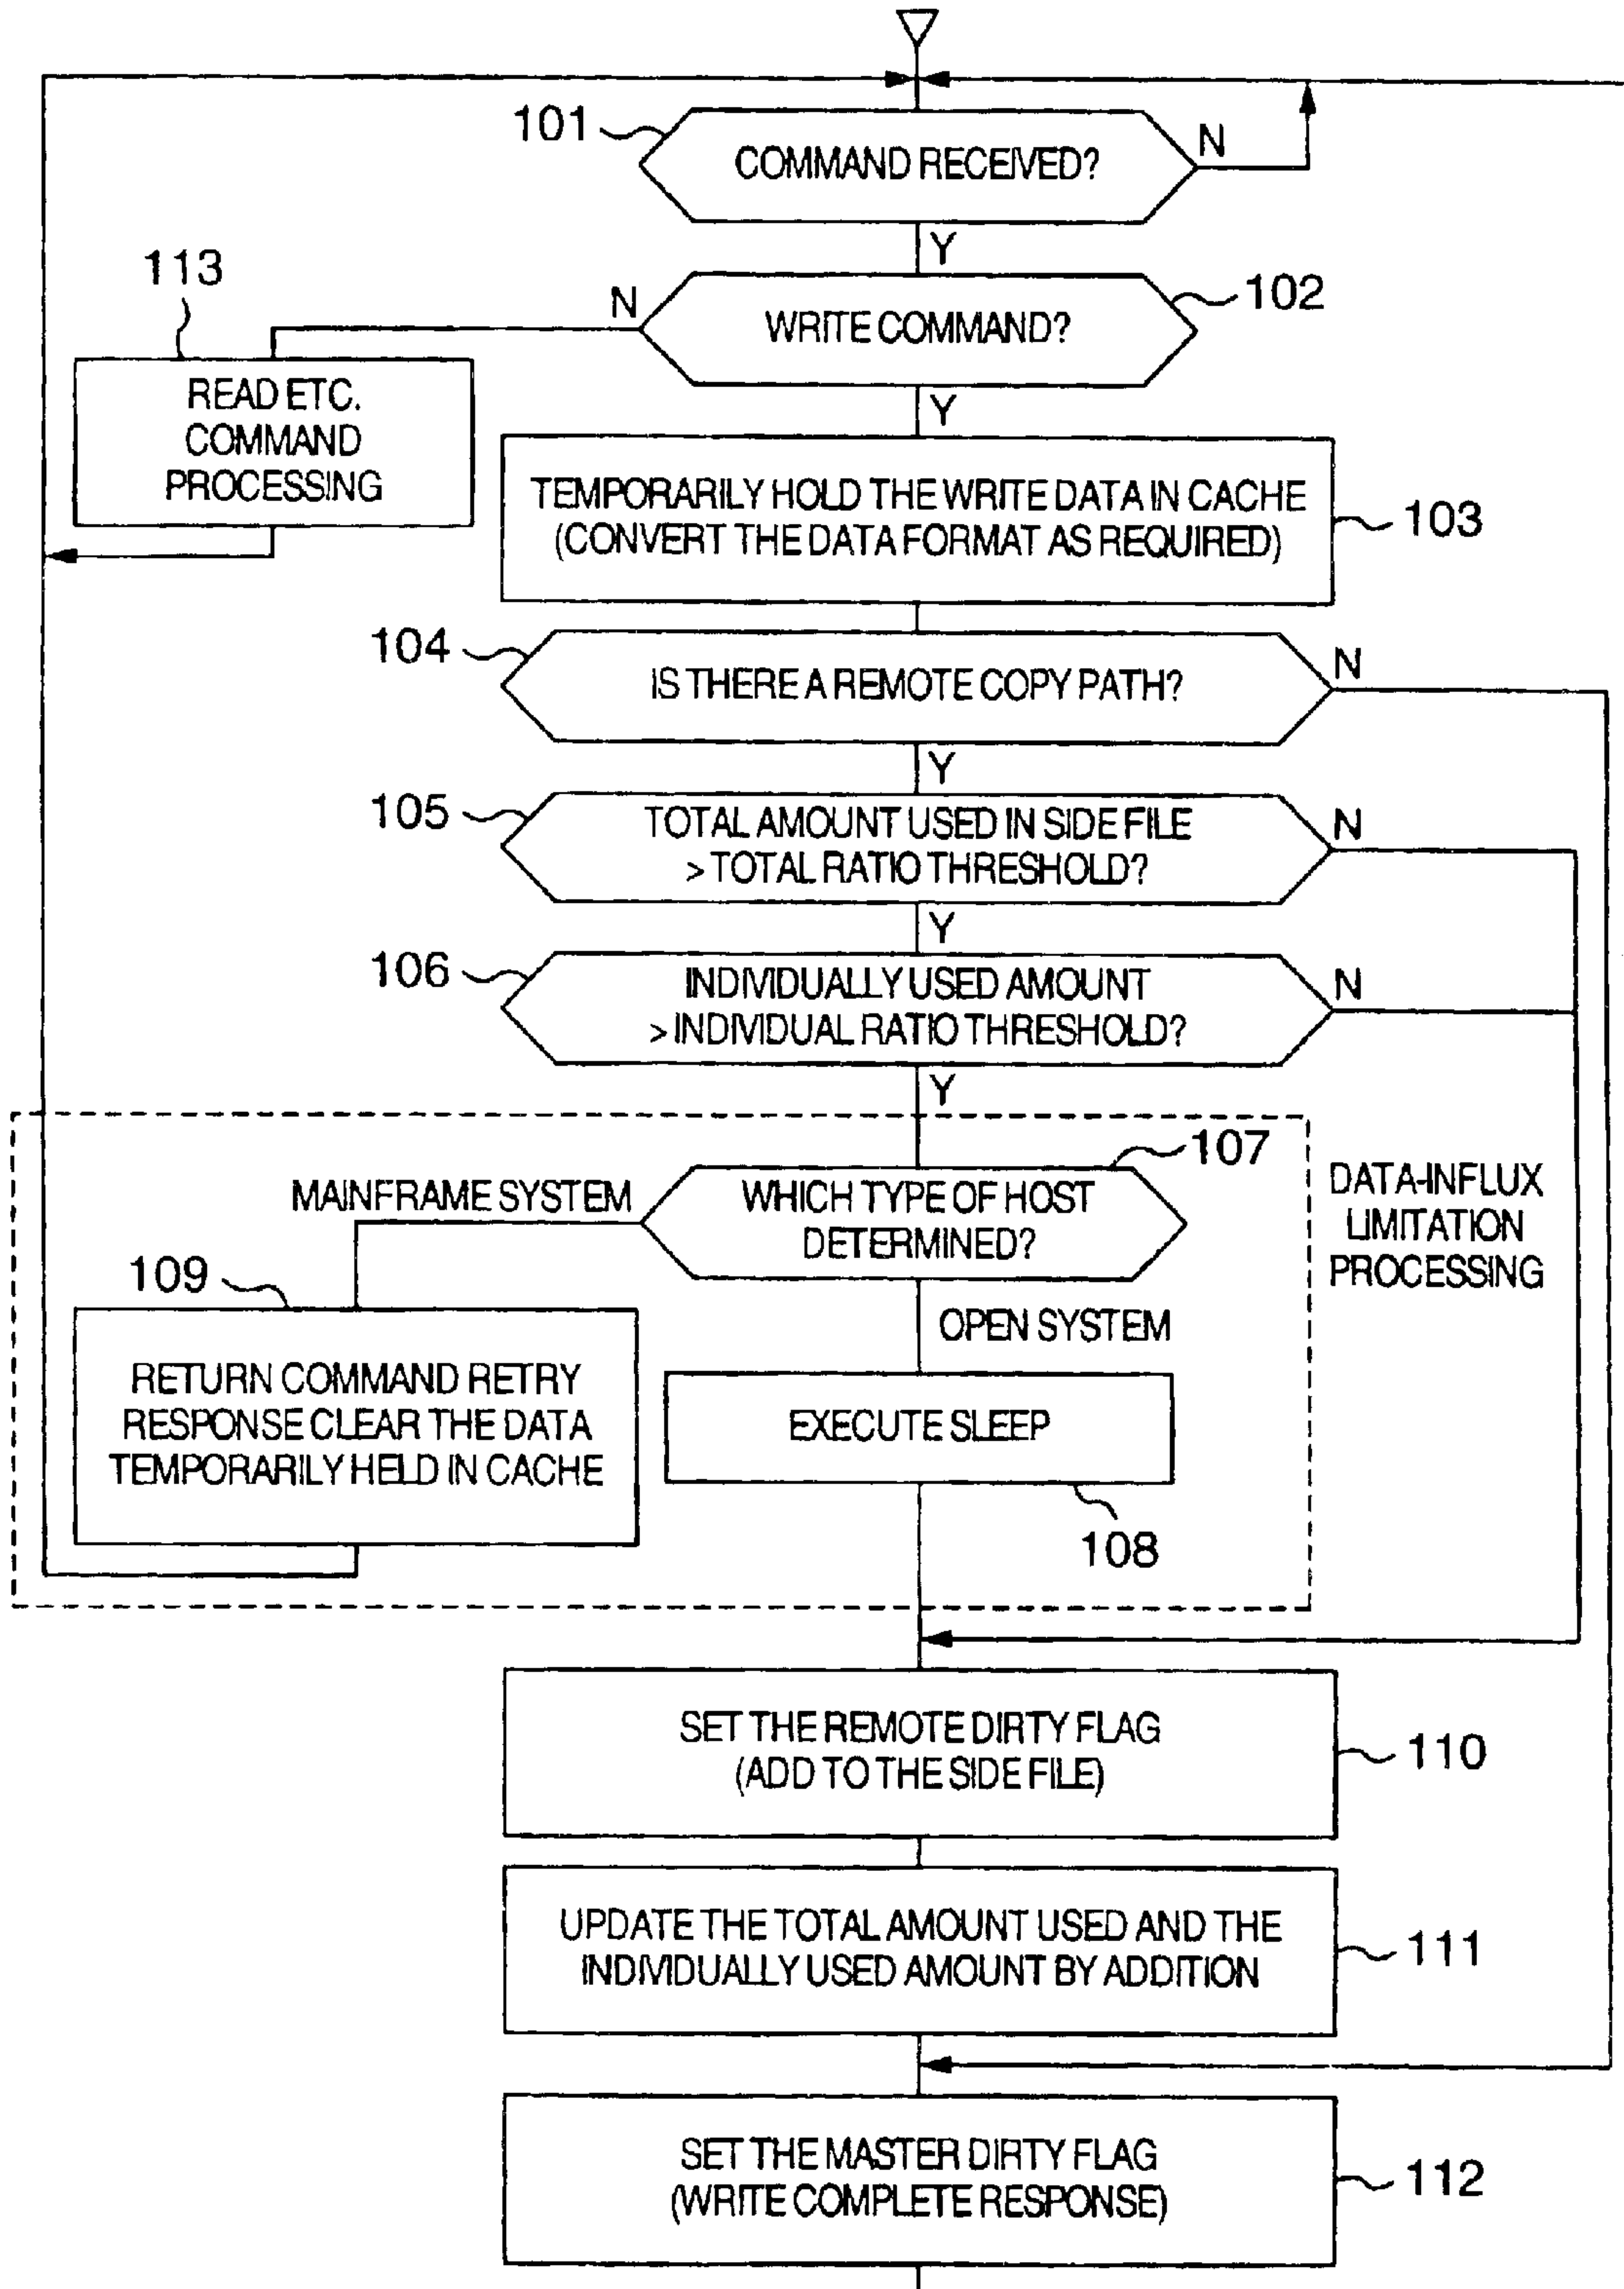 101
COMMAND RECEIVED?
N
Y
113
N
WRITE COMMAND?
102
READ ETC.
COMMAND
PROCESSING
Y
TEMPORARILY HOLD THE WRITE DATA IN CACHE
(CONVERT THE DATA FORMAT AS REQUIRED)
103
104
IS THERE A REMOTE COPY PATH?
N
Y
105
TOTAL AMOUNT USED IN SIDE FILE
> TOTAL RATIO THRESHOLD?
N
Y
106
INDIVIDUALLY USED AMOUNT
> INDIVIDUAL RATIO THRESHOLD?
N
Y
107
MAINFRAME SYSTEM
WHICH TYPE OF HOST
DETERMINED?
DATA-INFLUX
LIMITATION
PROCESSING
109
OPEN SYSTEM
RETURN COMMAND RETRY
RESPONSE CLEAR THE DATA
TEMPORARILY HELD IN CACHE
EXECUTE SLEEP
108
SET THE REMOTE DIRTY FLAG
(ADD TO THE SIDE FILE)
110
UPDATE THE TOTAL AMOUNT USED AND THE
INDIVIDUALLY USED AMOUNT BY ADDITION
111
SET THE MASTER DIRTY FLAG
(WRITE COMPLETE RESPONSE)
112